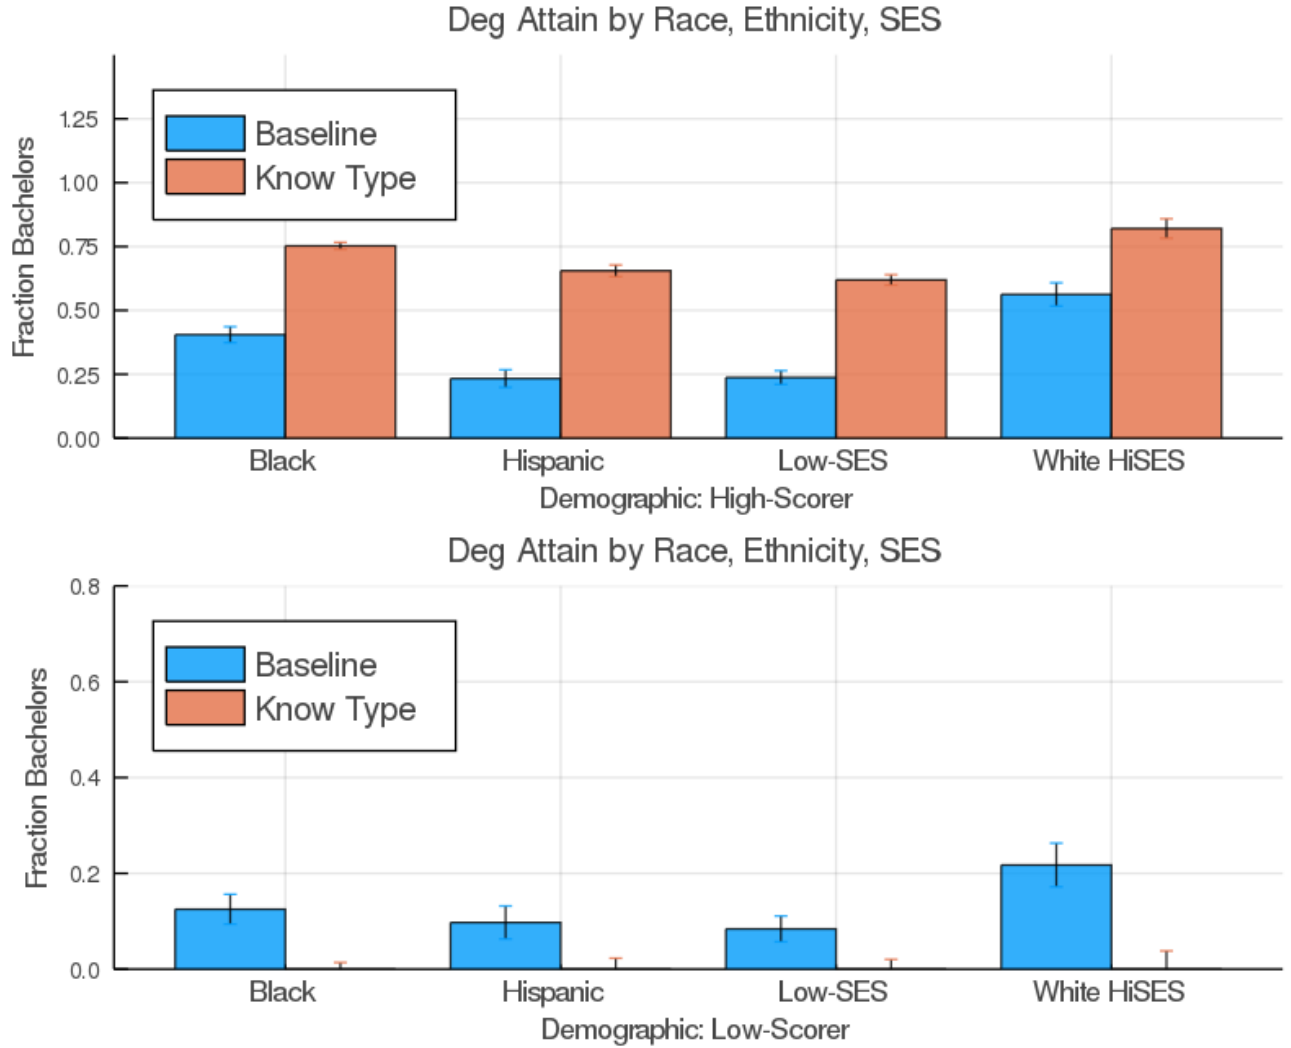 Deg Attain by Race, Ethnicity, SES
Fraction Bachelors
1.25
1.00
0.75
0.50
0.25
0.00
Baseline
Know Type
Black Hispanic Low-SES White HiSES
Demographic: High-Scorer
Deg Attain by Race, Ethnicity, SES
Fraction Bachelors
0.8
0.6
0.4
0.2
0.0
Baseline
Know Type
Black Hispanic Low-SES White HiSES
Demographic: Low-Scorer